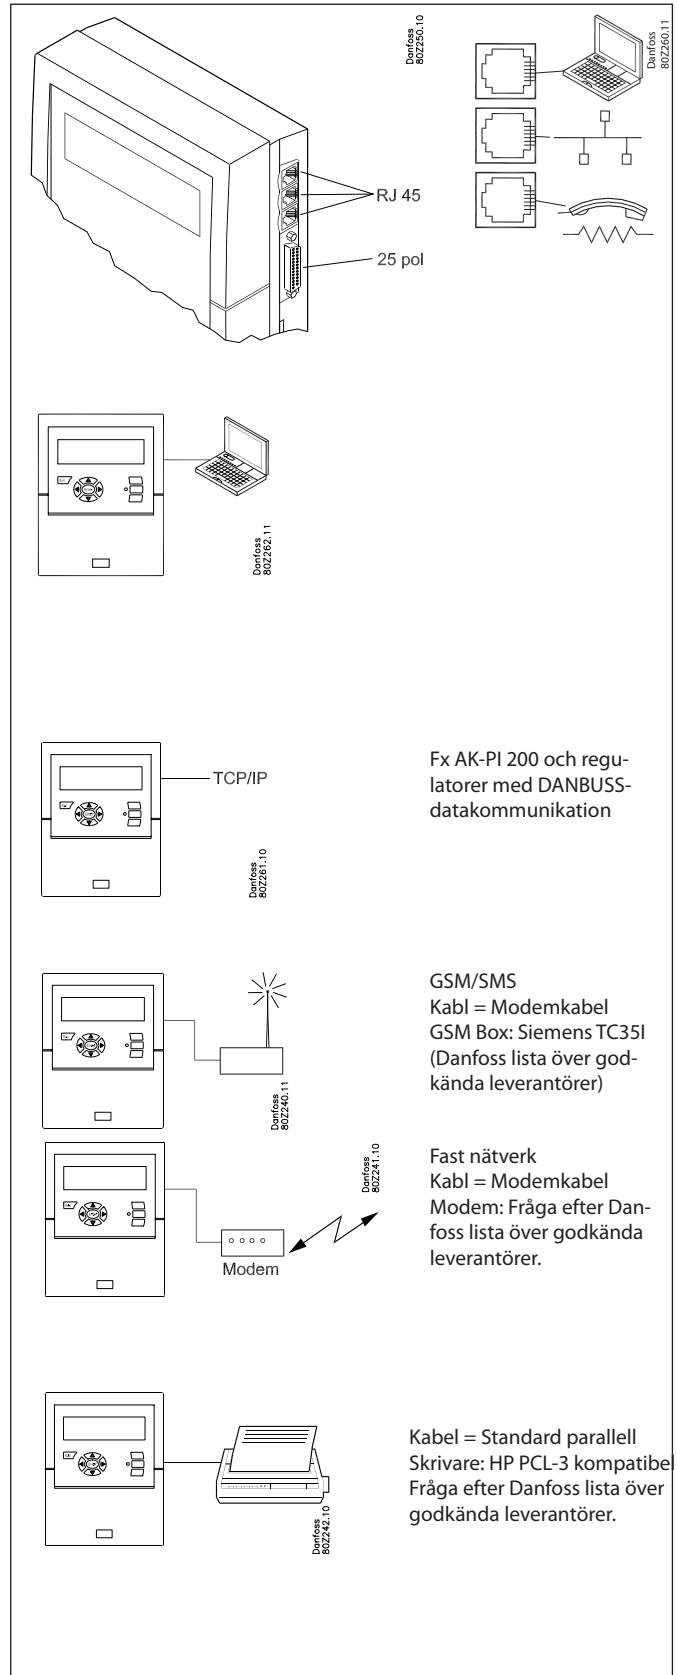 Danfoss
80Z250.10
Danfoss
80Z260.11
RJ 45
25 pol
Danfoss
80Z262.11
TCP/IP
Danfoss
80Z261.10
Fx AK-PI 200 och regu-
latorer med DANBUSS-
datakommunikation
Danfoss
80Z240.11
GSM/SMS
Kabl = Modemkabel
GSM Box: Siemens TC35I
(Danfoss lista över god-
kända leverantörer)
Danfoss
80Z241.10
Modem
Fast nätverk
Kabl = Modemkabel
Modem: Fråga efter Dan-
foss lista över godkända
leverantörer.
Danfoss
80Z242.10
Kabel = Standard parallell
Skrivare: HP PCL-3 kompatibel
Fråga efter Danfoss lista över
godkända leverantörer.